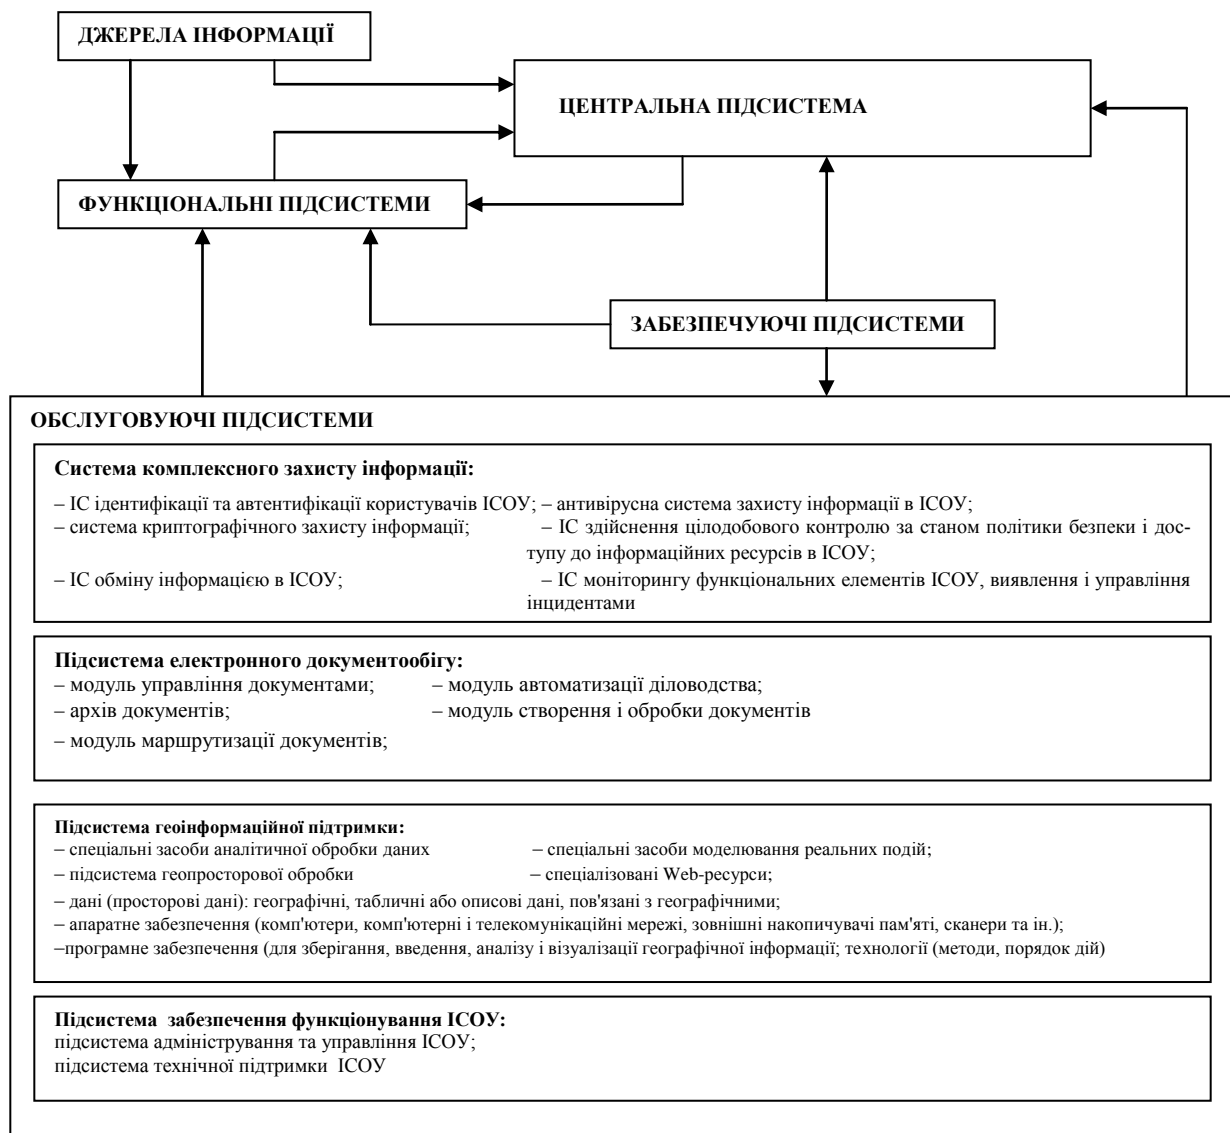 ДЖЕРЕЛА ІНФОРМАЦІЇ
ЦЕНТРАЛЬНА ПІДСИСТЕМА
ФУНКЦІОНАЛЬНІ ПІДСИСТЕМИ
ЗАБЕЗПЕЧУЮЧІ ПІДСИСТЕМИ
ОБСЛУГОВУЮЧІ ПІДСИСТЕМИ
Система комплексного захисту інформації:
– ІС ідентифікації та автентифікації користувачів ІСОУ; – антивірусна система захисту інформації в ІСОУ;
– система криптографічного захисту інформації; – ІС здійснення цілодобового контролю за станом політики безпеки і дос-
тупу до інформаційних ресурсів в ІСОУ;
– ІС обміну інформацією в ІСОУ; – ІС моніторингу функціональних елементів ІСОУ, виявлення і управління
інцидентами
Підсистема електронного документообігу:
– модуль управління документами; – модуль автоматизації діловодства;
– архів документів; – модуль створення і обробки документів
– модуль маршрутизації документів;
Підсистема геоінформаційної підтримки:
– спеціальні засоби аналітичної обробки даних – спеціальні засоби моделювання реальних подій;
– підсистема геопросторової обробки – спеціалізовані Web-ресурси;
– дані (просторові дані): географічні, табличні або описові дані, пов'язані з географічними;
– апаратне забезпечення (комп'ютери, комп'ютерні і телекомунікаційні мережі, зовнішні накопичувачі пам'яті, сканери та ін.);
–програмне забезпечення (для зберігання, введення, аналізу і візуалізації географічної інформації; технології (методи, порядок дій)
Підсистема забезпечення функціонування ІСОУ:
підсистема адміністрування та управління ІСОУ;
підсистема технічної підтримки ІСОУ